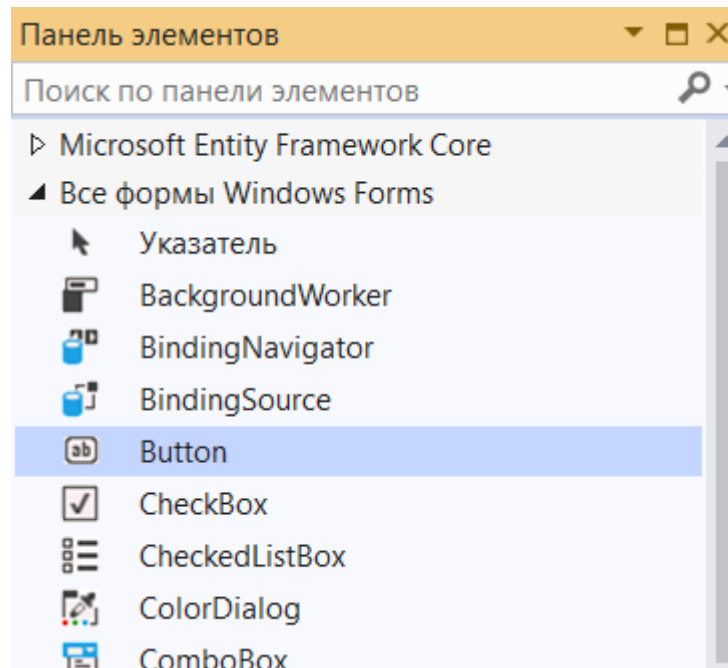 Панель элементов
Поиск по панели элементов
Microsoft Entity Framework Core
Все формы Windows Forms
Указатель
BackgroundWorker
BindingNavigator
BindingSource
Button
CheckBox
CheckedListBox
ColorDialog
ComboBox